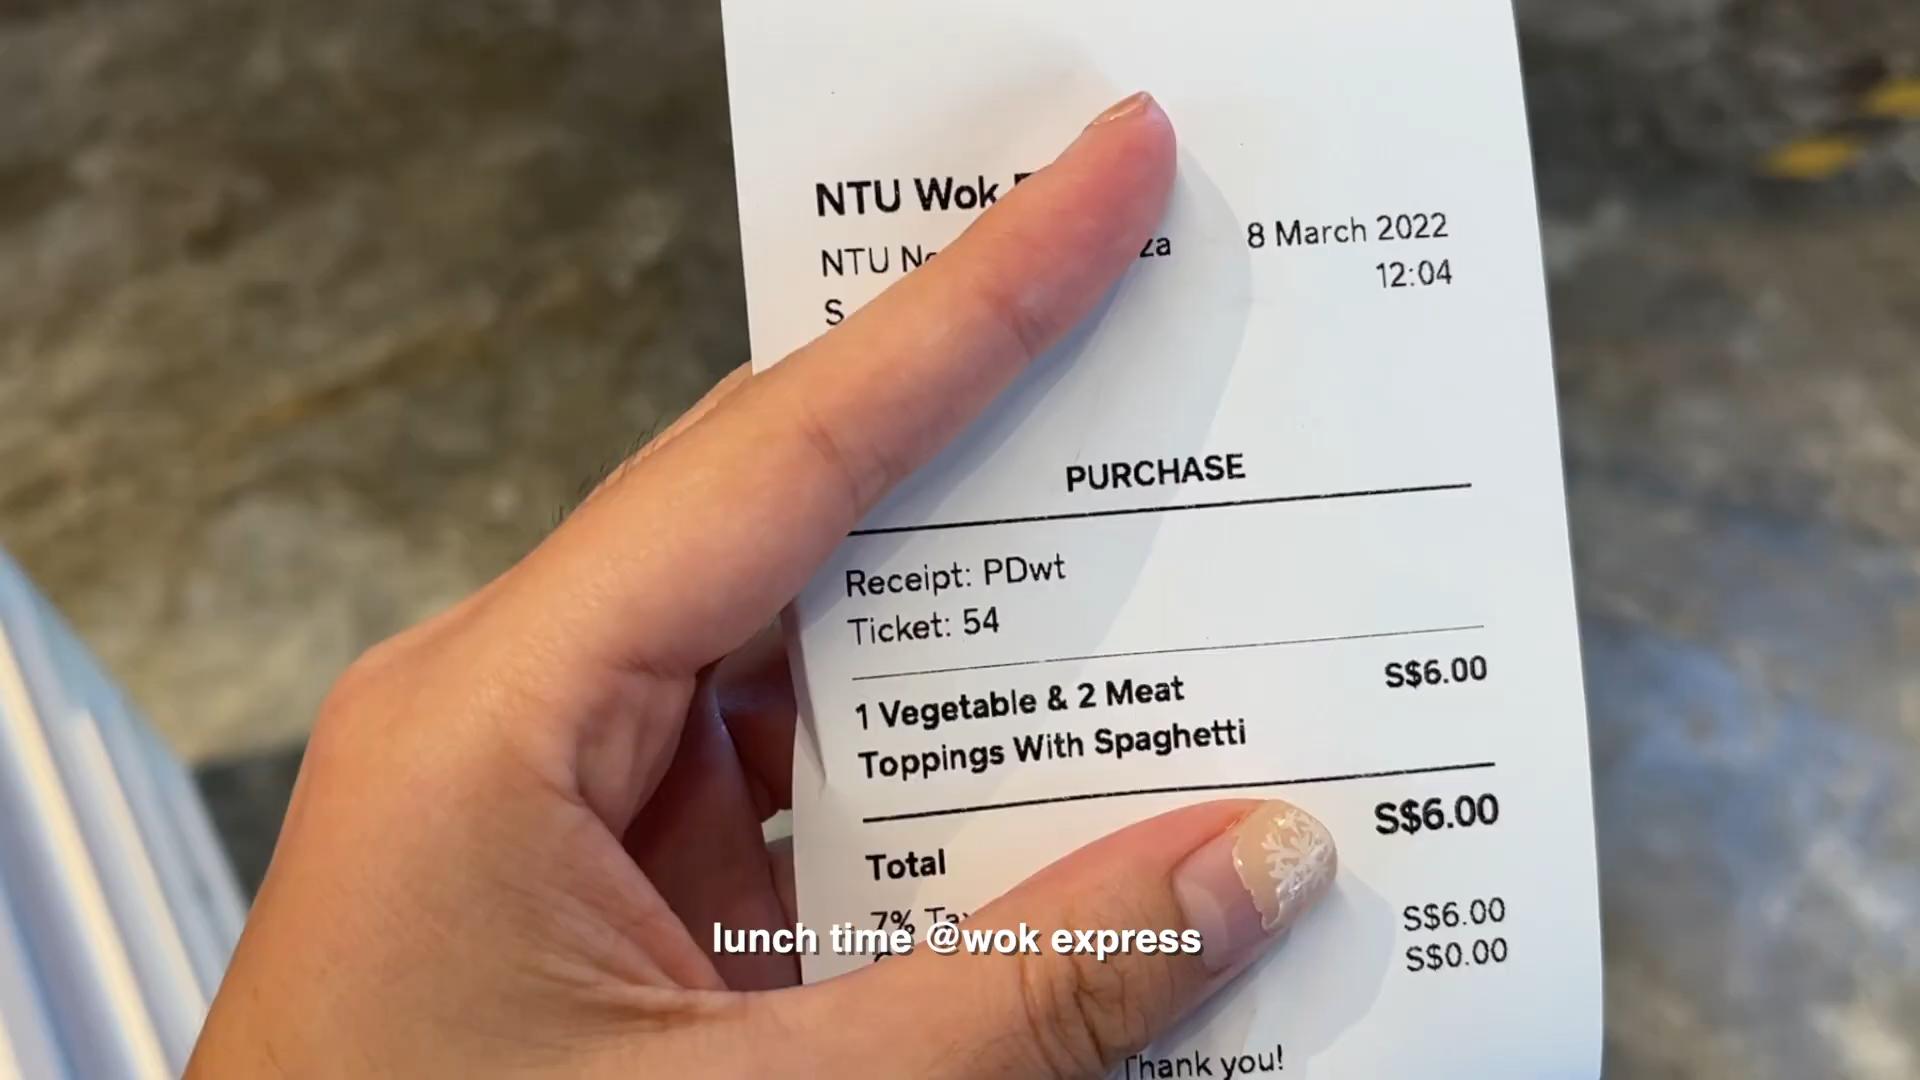 NTU Wok
NTU
za
S
8 March 2022
12:04
PURCHASE
Receipt: PDwt
Ticket: 54
1 Vegetable & 2 Meat
Toppings With Spaghetti
S$6.00
Total
S$6.00
7%
S$6.00
S$0.00
lunch time @wok express
Thank you!